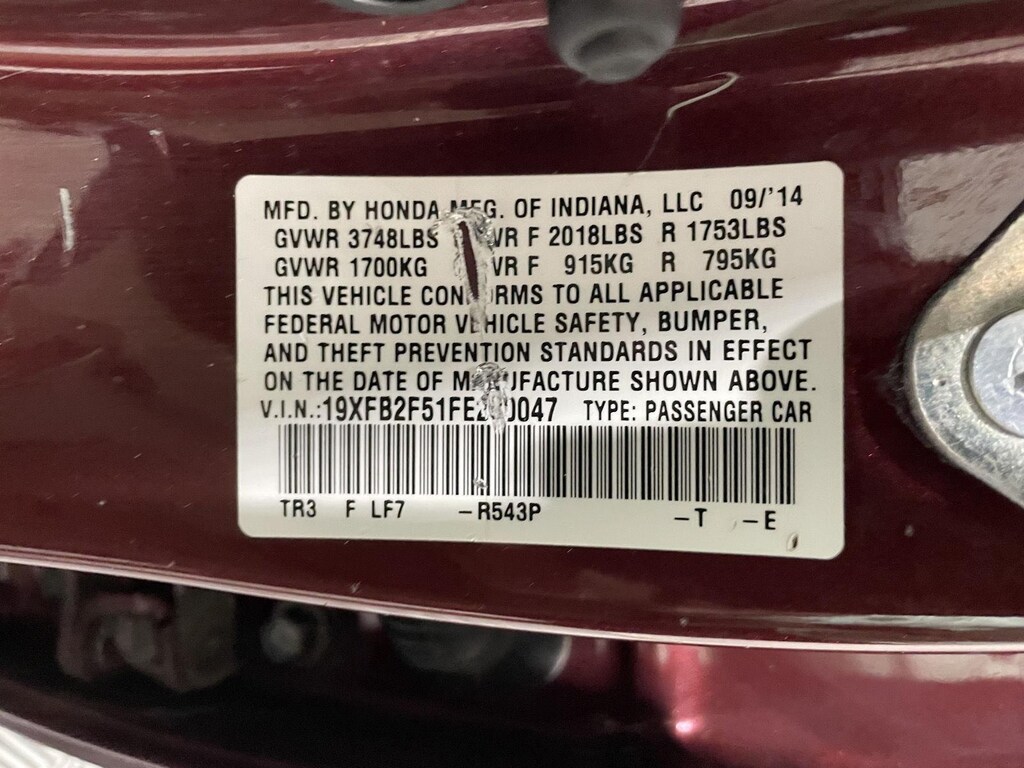 MFD. BY HONDA MFG. OF INDIANA, LLC 09/'14
GVWR 3748LBS F 2018LBS R 1753LBS
GVWR 1700KG F 915KG R 795KG
THIS VEHICLE CONFORMS TO ALL APPLICABLE
FEDERAL MOTOR VEHICLE SAFETY, BUMPER,
AND THEFT PREVENTION STANDARDS IN EFFECT
ON THE DATE OF MANUFACTURE SHOWN ABOVE.
V.I.N.:19XFB2F51FE200047 TYPE: PASSENGER CAR
TR3 F LF7 -R543P -T -E